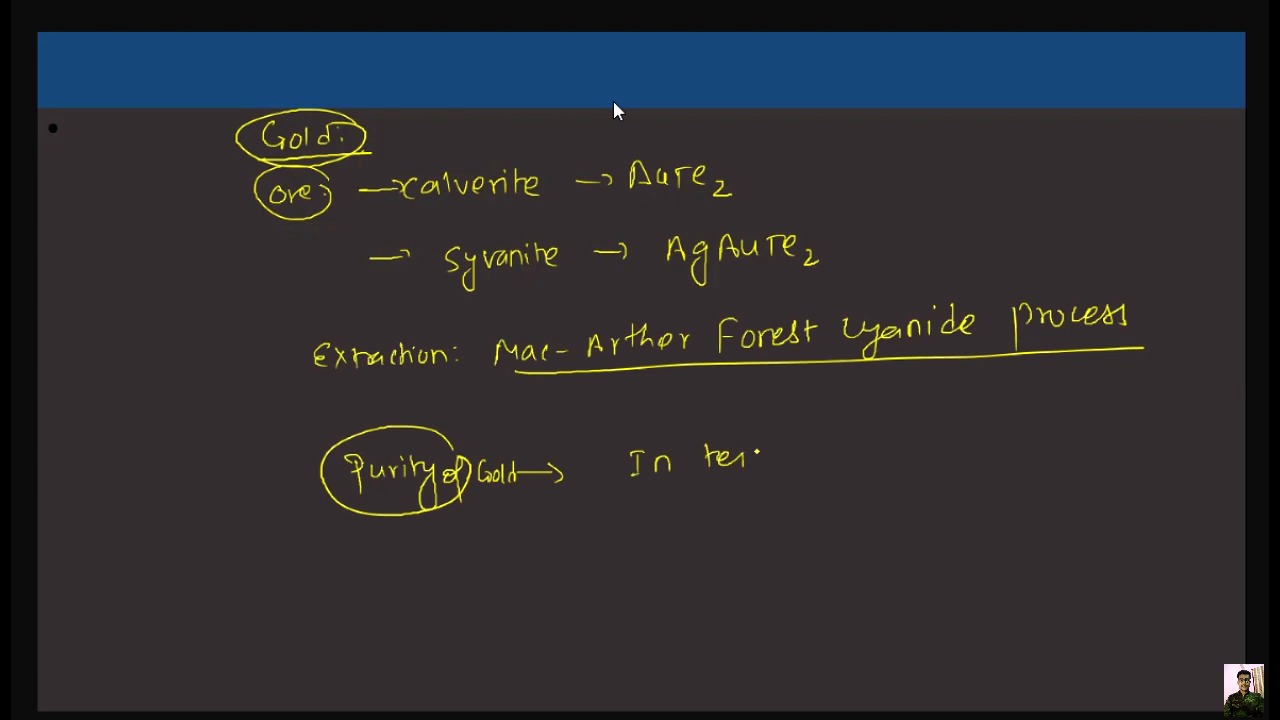 Gold:
ore: → Calverite → AuTe2
→ Syvanite → AgAuTe2
Extraction: Mac-Arthor Forest Cyanide process
Purity of Gold → In ter